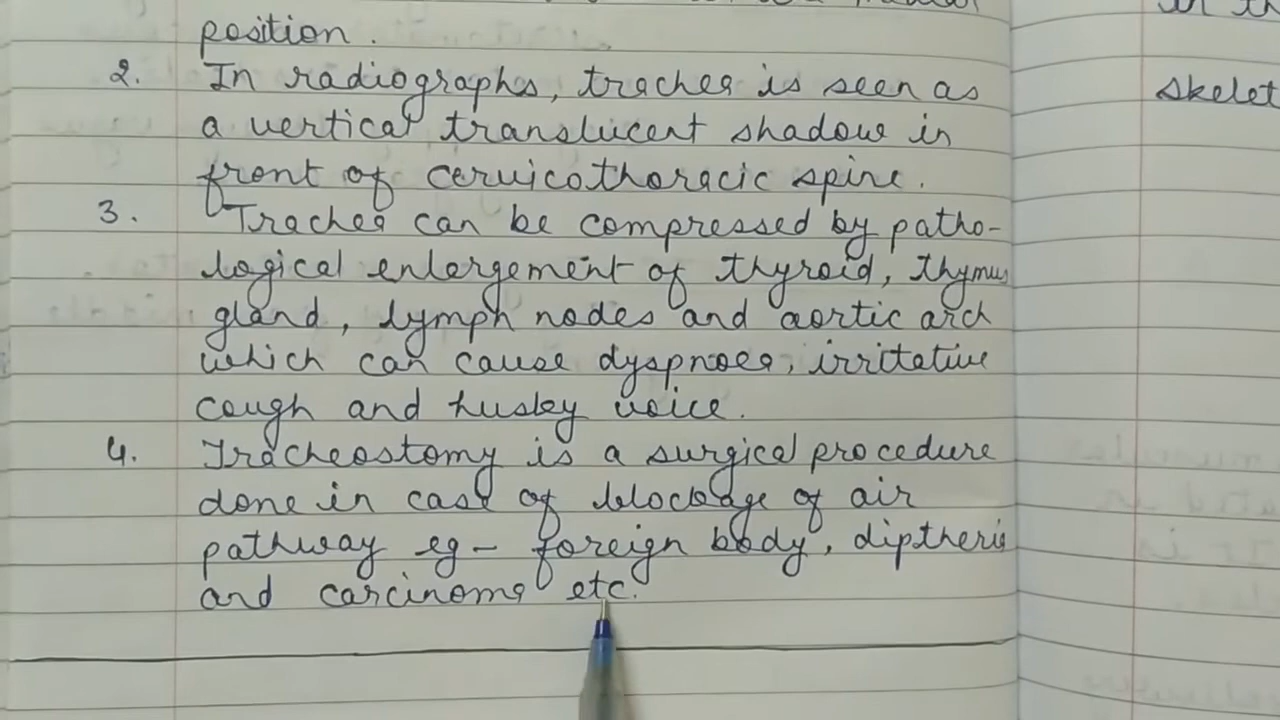 position.
2. In radiographs, trachea is seen as
a vertical translucent shadow in
front of cervicothoracic spine.
3. Trachea can be compressed by patho-
logical enlargement of thyroid, thymus
gland, lymph nodes and aortic arch
which can cause dyspnoea, irritative
cough and husky voice.
4. Tracheostomy is a surgical procedure
done in case of blockage of air
pathway eg- foreign body, diptheria
and carcinoma etc.
skelet